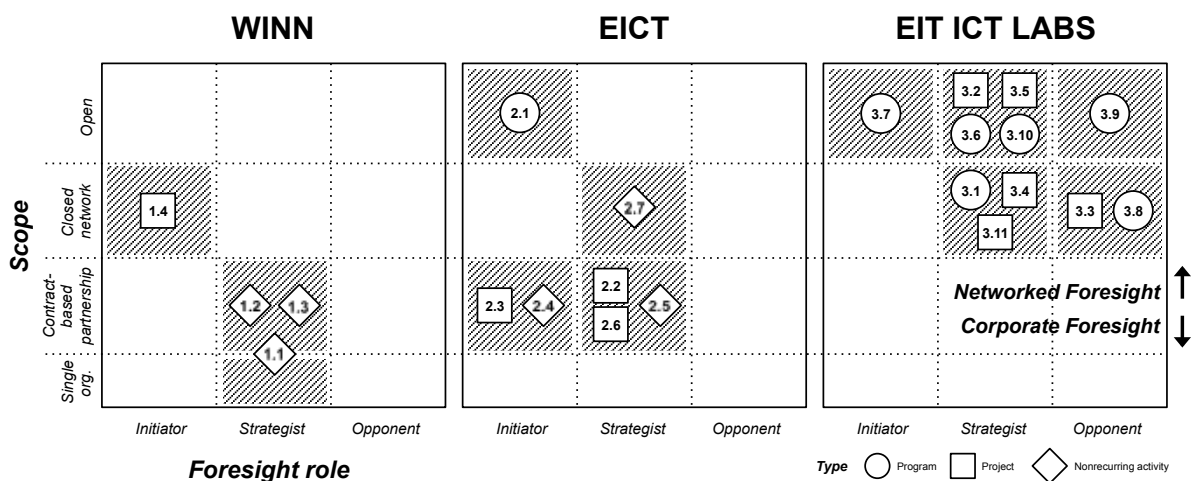 WINN
EICT
EIT ICT LABS
Scope
Open
Closed
network
Contract-
based
partnership
Single
org.
1.4
1.2
1.3
1.1
2.1
2.7
2.3
2.4
2.2
2.6
2.5
3.7
3.2
3.5
3.6
3.10
3.9
3.1
3.4
3.11
3.3
3.8
Networked Foresight
Corporate Foresight
Initiator
Strategist
Opponent
Initiator
Strategist
Opponent
Initiator
Strategist
Opponent
Foresight role
Type
Program
Project
Nonrecurring activity